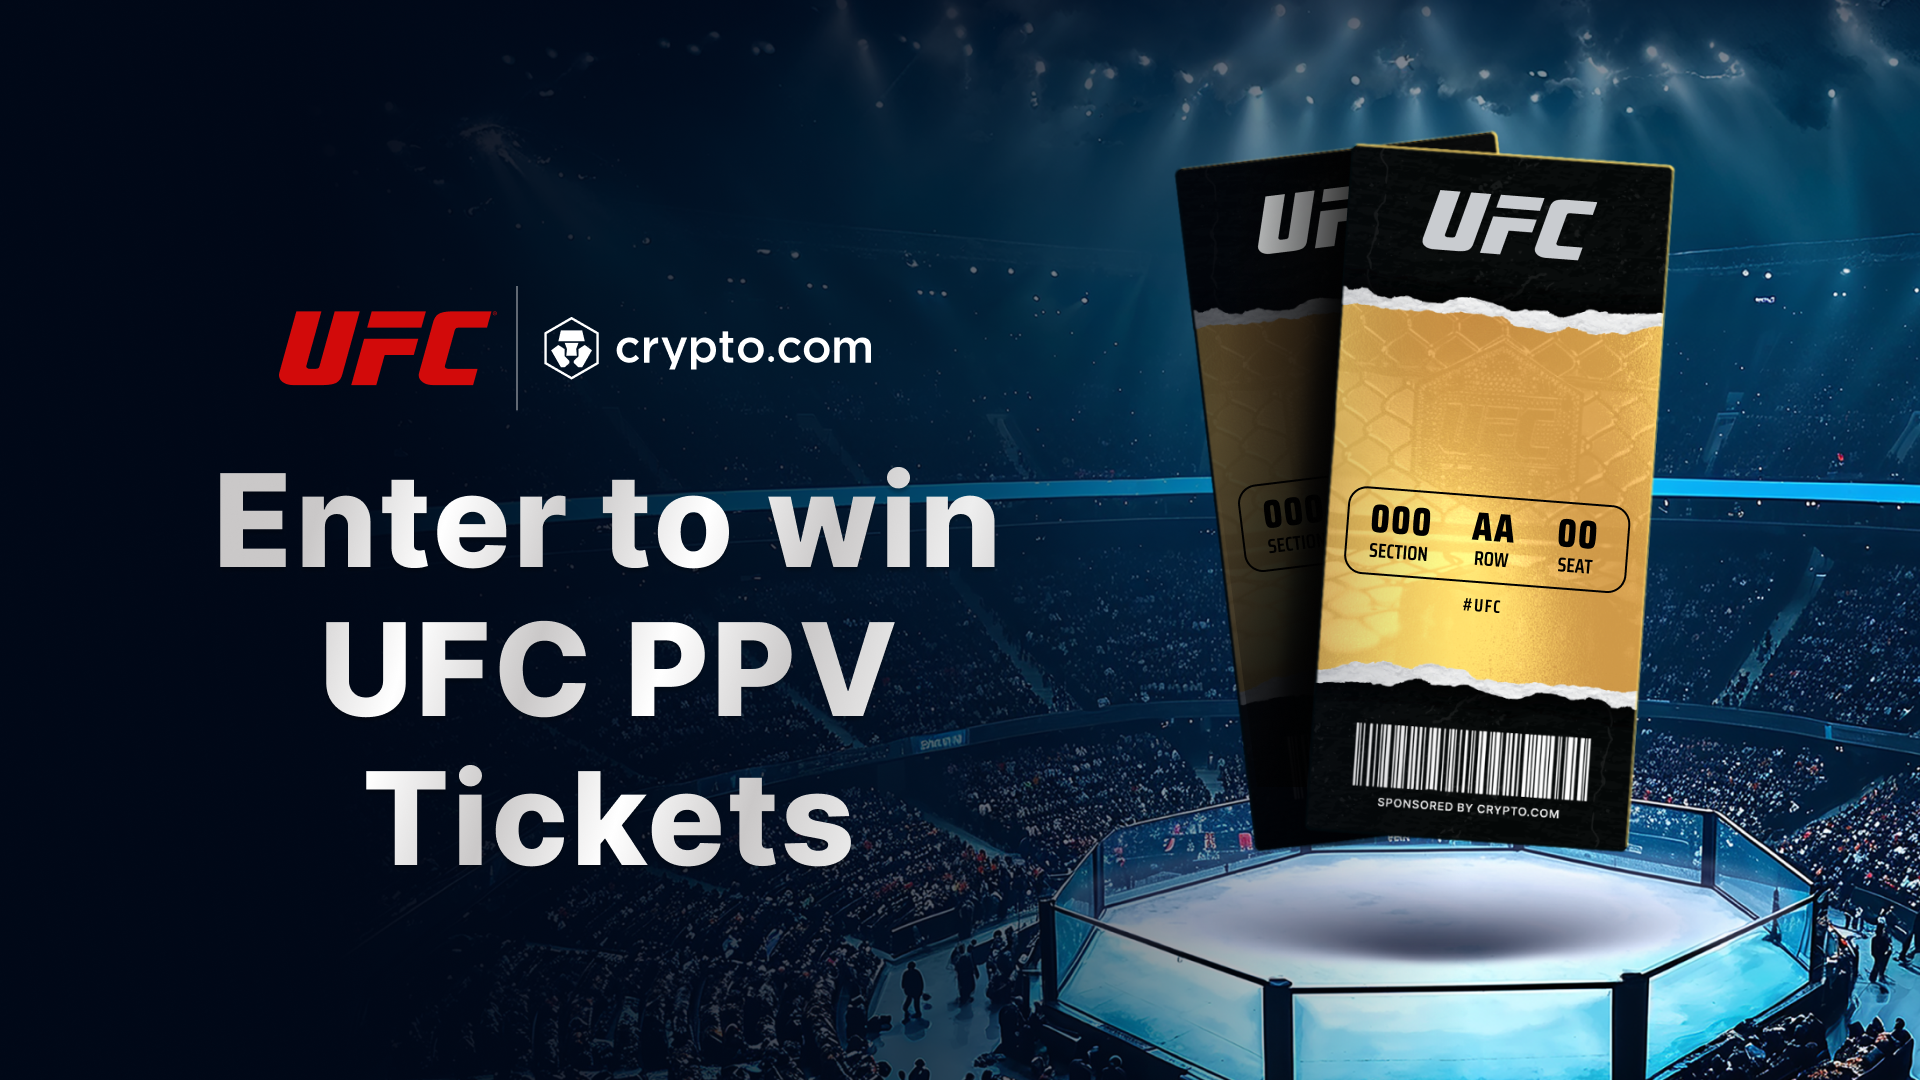 UFC
crypto.com
Enter to win
UFC PPV
Tickets
UFC
000 AA 00
SECTION ROW SEAT
#UFC
SPONSORED BY CRYPTO.COM
000